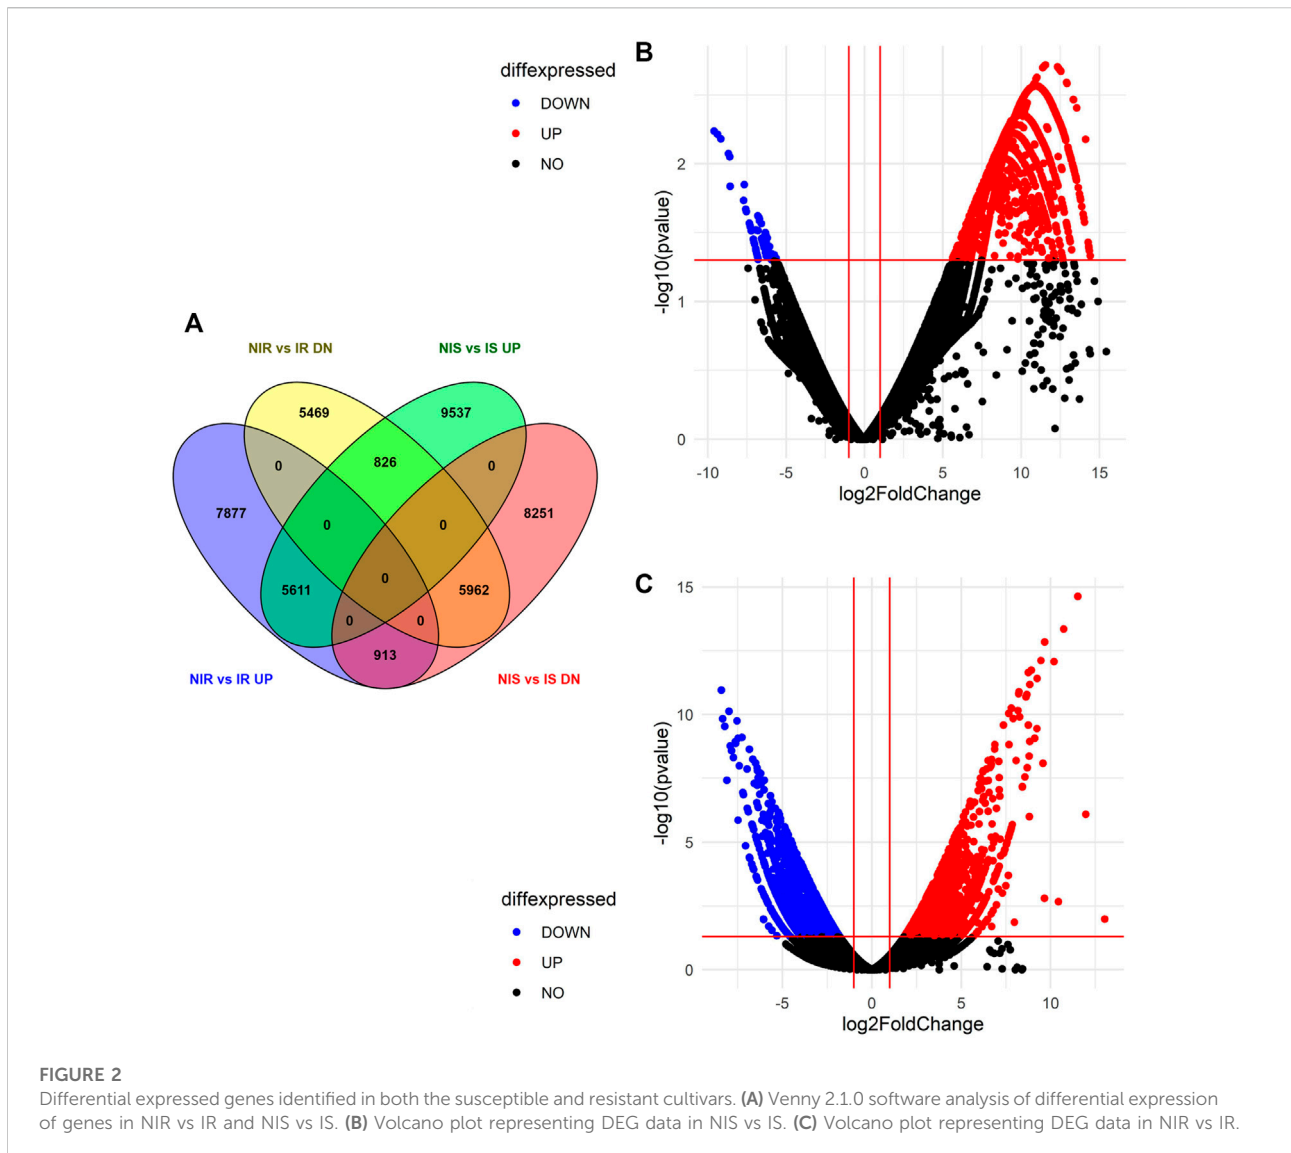 A
NIR vs IR DN
NIS vs IS UP
5469
9537
0
826
0
7877
0
0
8251
5611
0
5962
0
0
913
NIR vs IR UP
NIS vs IS DN
diffexpressed
DOWN
UP
NO
B
-log10(pvalue)
2
1
0
-10
-5
0
5
10
15
log2FoldChange
diffexpressed
DOWN
UP
NO
C
-log10(pvalue)
15
10
5
0
-5
0
5
10
log2FoldChange
FIGURE 2
Differential expressed genes identified in both the susceptible and resistant cultivars. (A) Venny 2.1.0 software analysis of differential expression
of genes in NIR vs IR and NIS vs IS. (B) Volcano plot representing DEG data in NIS vs IS. (C) Volcano plot representing DEG data in NIR vs IR.